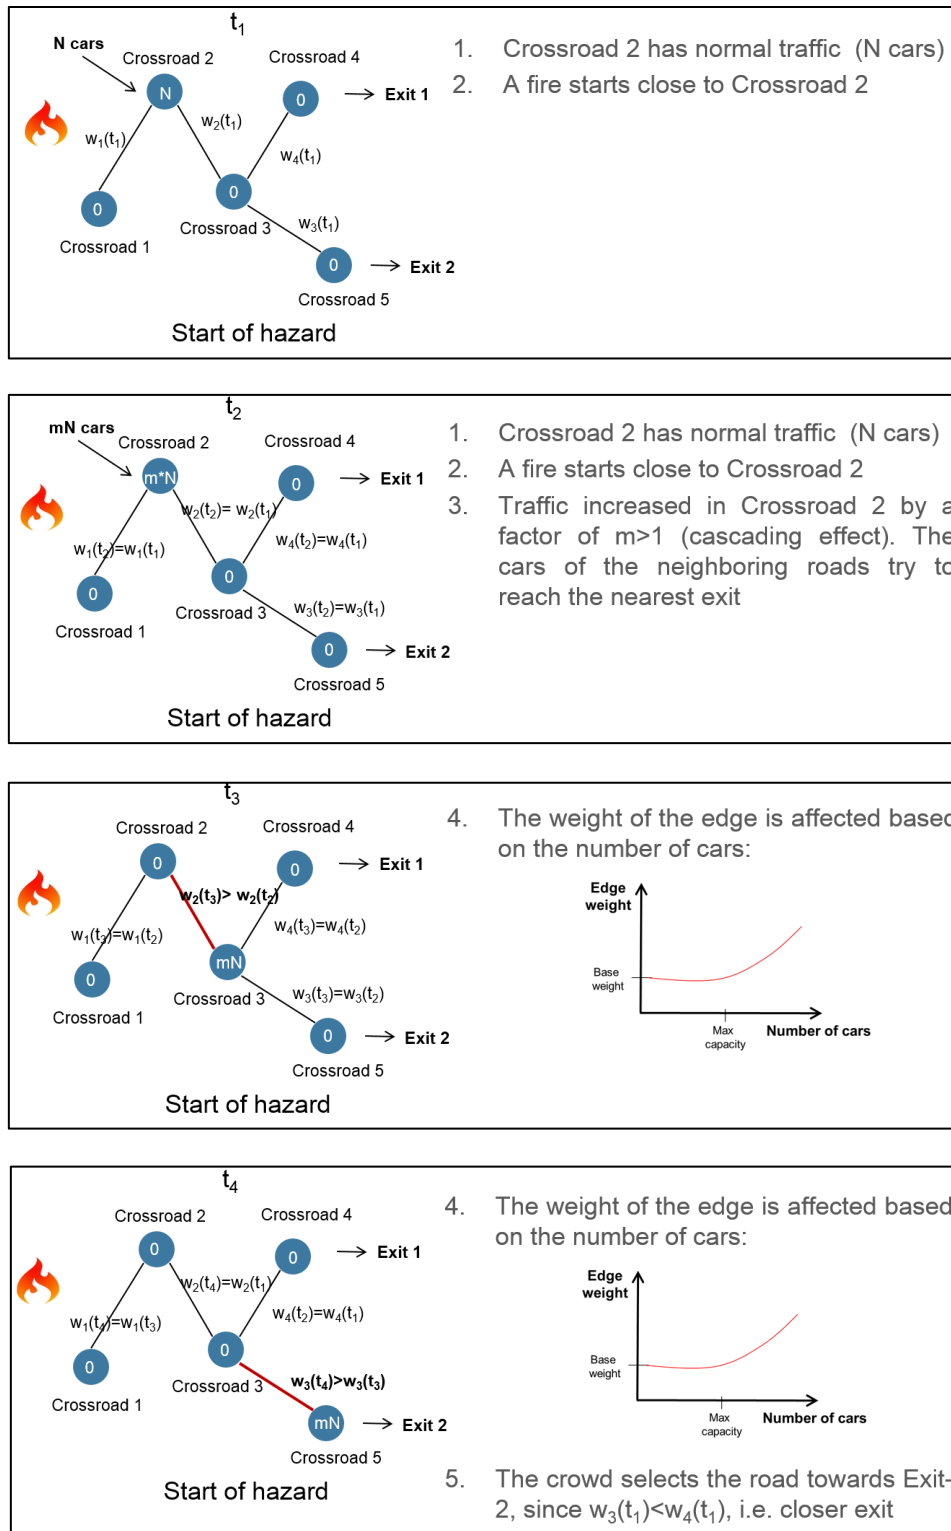 t₁
N cars
Crossroad 2
Crossroad 4
N
0
Exit 1
w₁(t₁)
w₂(t₁)
w₄(t₁)
0
0
Crossroad 1
Crossroad 3
w₃(t₁)
0
Exit 2
Crossroad 5
Start of hazard
1. Crossroad 2 has normal traffic (N cars)
2. A fire starts close to Crossroad 2
t₂
mN cars
Crossroad 2
Crossroad 4
m*N
0
Exit 1
w₂(t₂)= w₂(t₁)
w₁(t₂)=w₁(t₁)
w₄(t₂)=w₄(t₁)
0
0
Crossroad 1
Crossroad 3
w₃(t₂)=w₃(t₁)
0
Exit 2
Crossroad 5
Start of hazard
1. Crossroad 2 has normal traffic (N cars)
2. A fire starts close to Crossroad 2
3. Traffic increased in Crossroad 2 by a
factor of m>1 (cascading effect). The
cars of the neighboring roads try to
reach the nearest exit
t₃
Crossroad 2
Crossroad 4
0
0
Exit 1
w₂(t₃)> w₂(t₂)
w₁(t₃)=w₁(t₂)
w₄(t₃)=w₄(t₂)
0
mN
Crossroad 1
Crossroad 3
w₃(t₃)=w₃(t₂)
0
Exit 2
Crossroad 5
Start of hazard
4. The weight of the edge is affected based
on the number of cars:
Edge
weight
Base
weight
Max
capacity
Number of cars
t₄
Crossroad 2
Crossroad 4
0
0
Exit 1
w₂(t₄)=w₂(t₁)
w₁(t₄)=w₁(t₃)
w₄(t₂)=w₄(t₁)
0
0
Crossroad 1
Crossroad 3
w₃(t₄)>w₃(t₃)
mN
Exit 2
Crossroad 5
Start of hazard
4. The weight of the edge is affected based
on the number of cars:
Edge
weight
Base
weight
Max
capacity
Number of cars
5. The crowd selects the road towards Exit-
2, since w₃(t₁)<w₄(t₁), i.e. closer exit